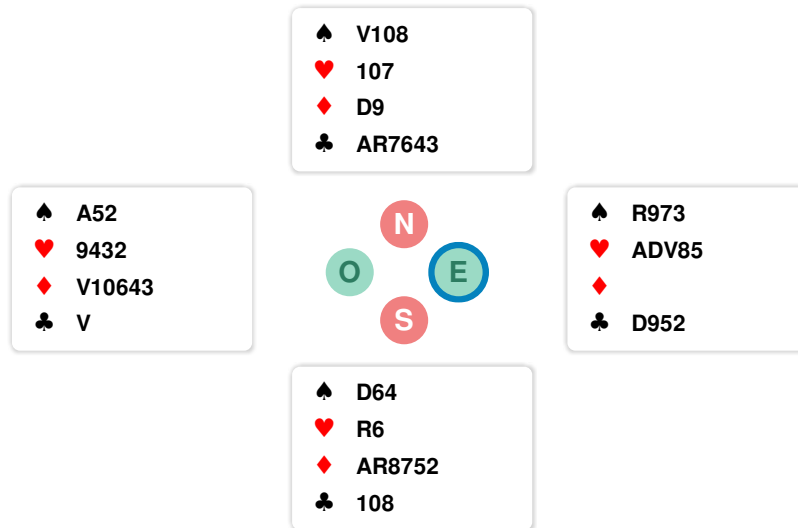 ♠ V108
♥ 107
♦ D9
♣ AR7643
♠ A52
♥ 9432
♦ V10643
♣ V
N
O
E
S
♠ R973
♥ ADV85
♦
♣ D952
♠ D64
♥ R6
♦ AR8752
♣ 108